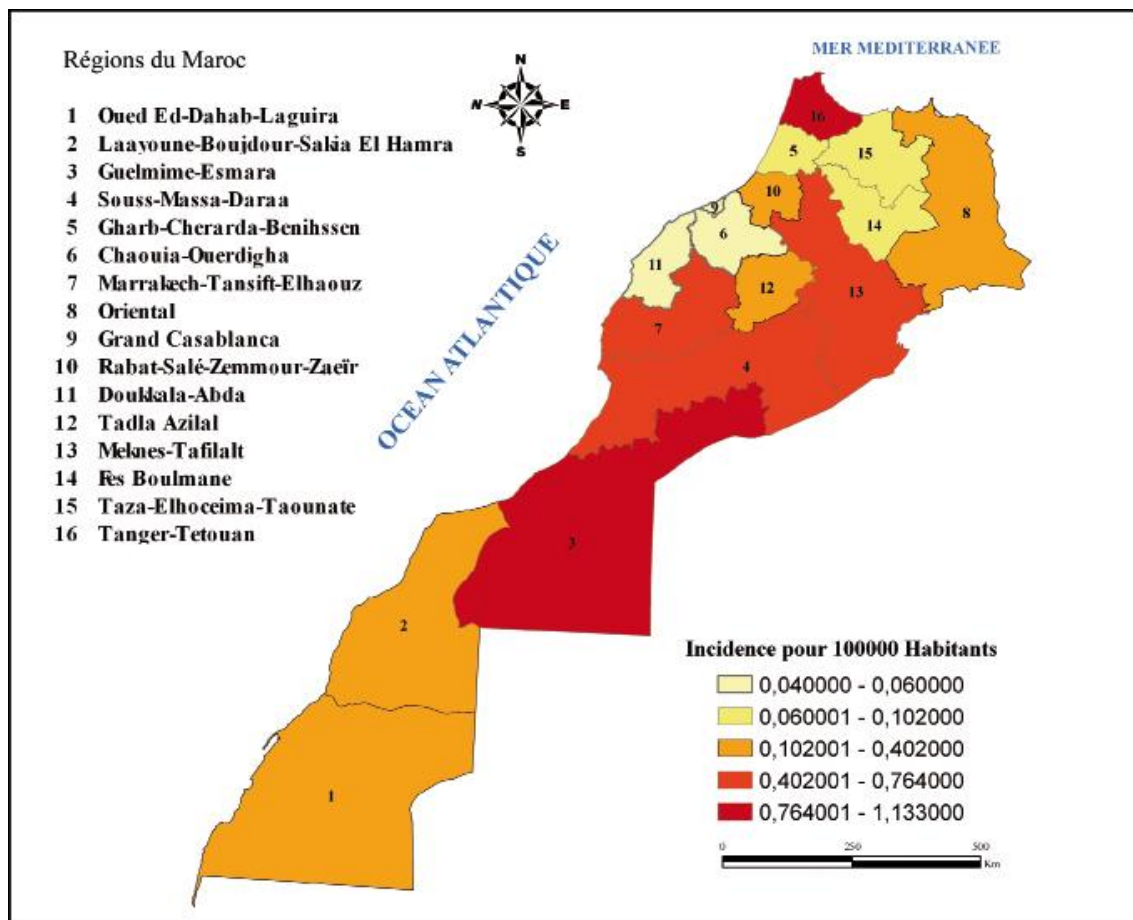 MER MEDITERRANEE
Régions du Maroc
N
N E
S
1 Oued Ed-Dahab-Laguira
2 Laayoune-Boujdour-Sakia El Hamra
3 Guelmime-Esmara
4 Souss-Massa-Daraa
5 Gharb-Cherarda-Benihssen
6 Chaouia-Ouerdigha
7 Marrakech-Tansift-Elhaouz
8 Oriental
9 Grand Casablanca
10 Rabat-Salé-Zemmour-Zaeïr
11 Doukkala-Abda
12 Tadla Azilal
13 Meknes-Tafilalt
14 Fes Boulmane
15 Taza-Elhoceima-Taounate
16 Tanger-Tetouan
OCEAN ATLANTIQUE
16
5
15
10
9
14
8
6
11
12
13
7
4
3
2
1
Incidence pour 100000 Habitants
0,040000 - 0,060000
0,060001 - 0,102000
0,102001 - 0,402000
0,402001 - 0,764000
0,764001 - 1,133000
0 250 500
Km